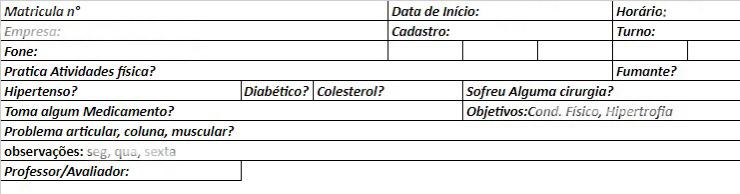 Matricula n° Data de Início: Horário:
Empresa: Cadastro: Turno:
Fone:
Pratica Atividades física? Fumante?
Hipertenso? Diabético? Colesterol? Sofreu Alguma cirurgia?
Toma algum Medicamento? Objetivos:Cond. Físico, Hipertrofia
Problema articular, coluna, muscular?
observações: seg, qua, sexta
Professor/Avaliador: